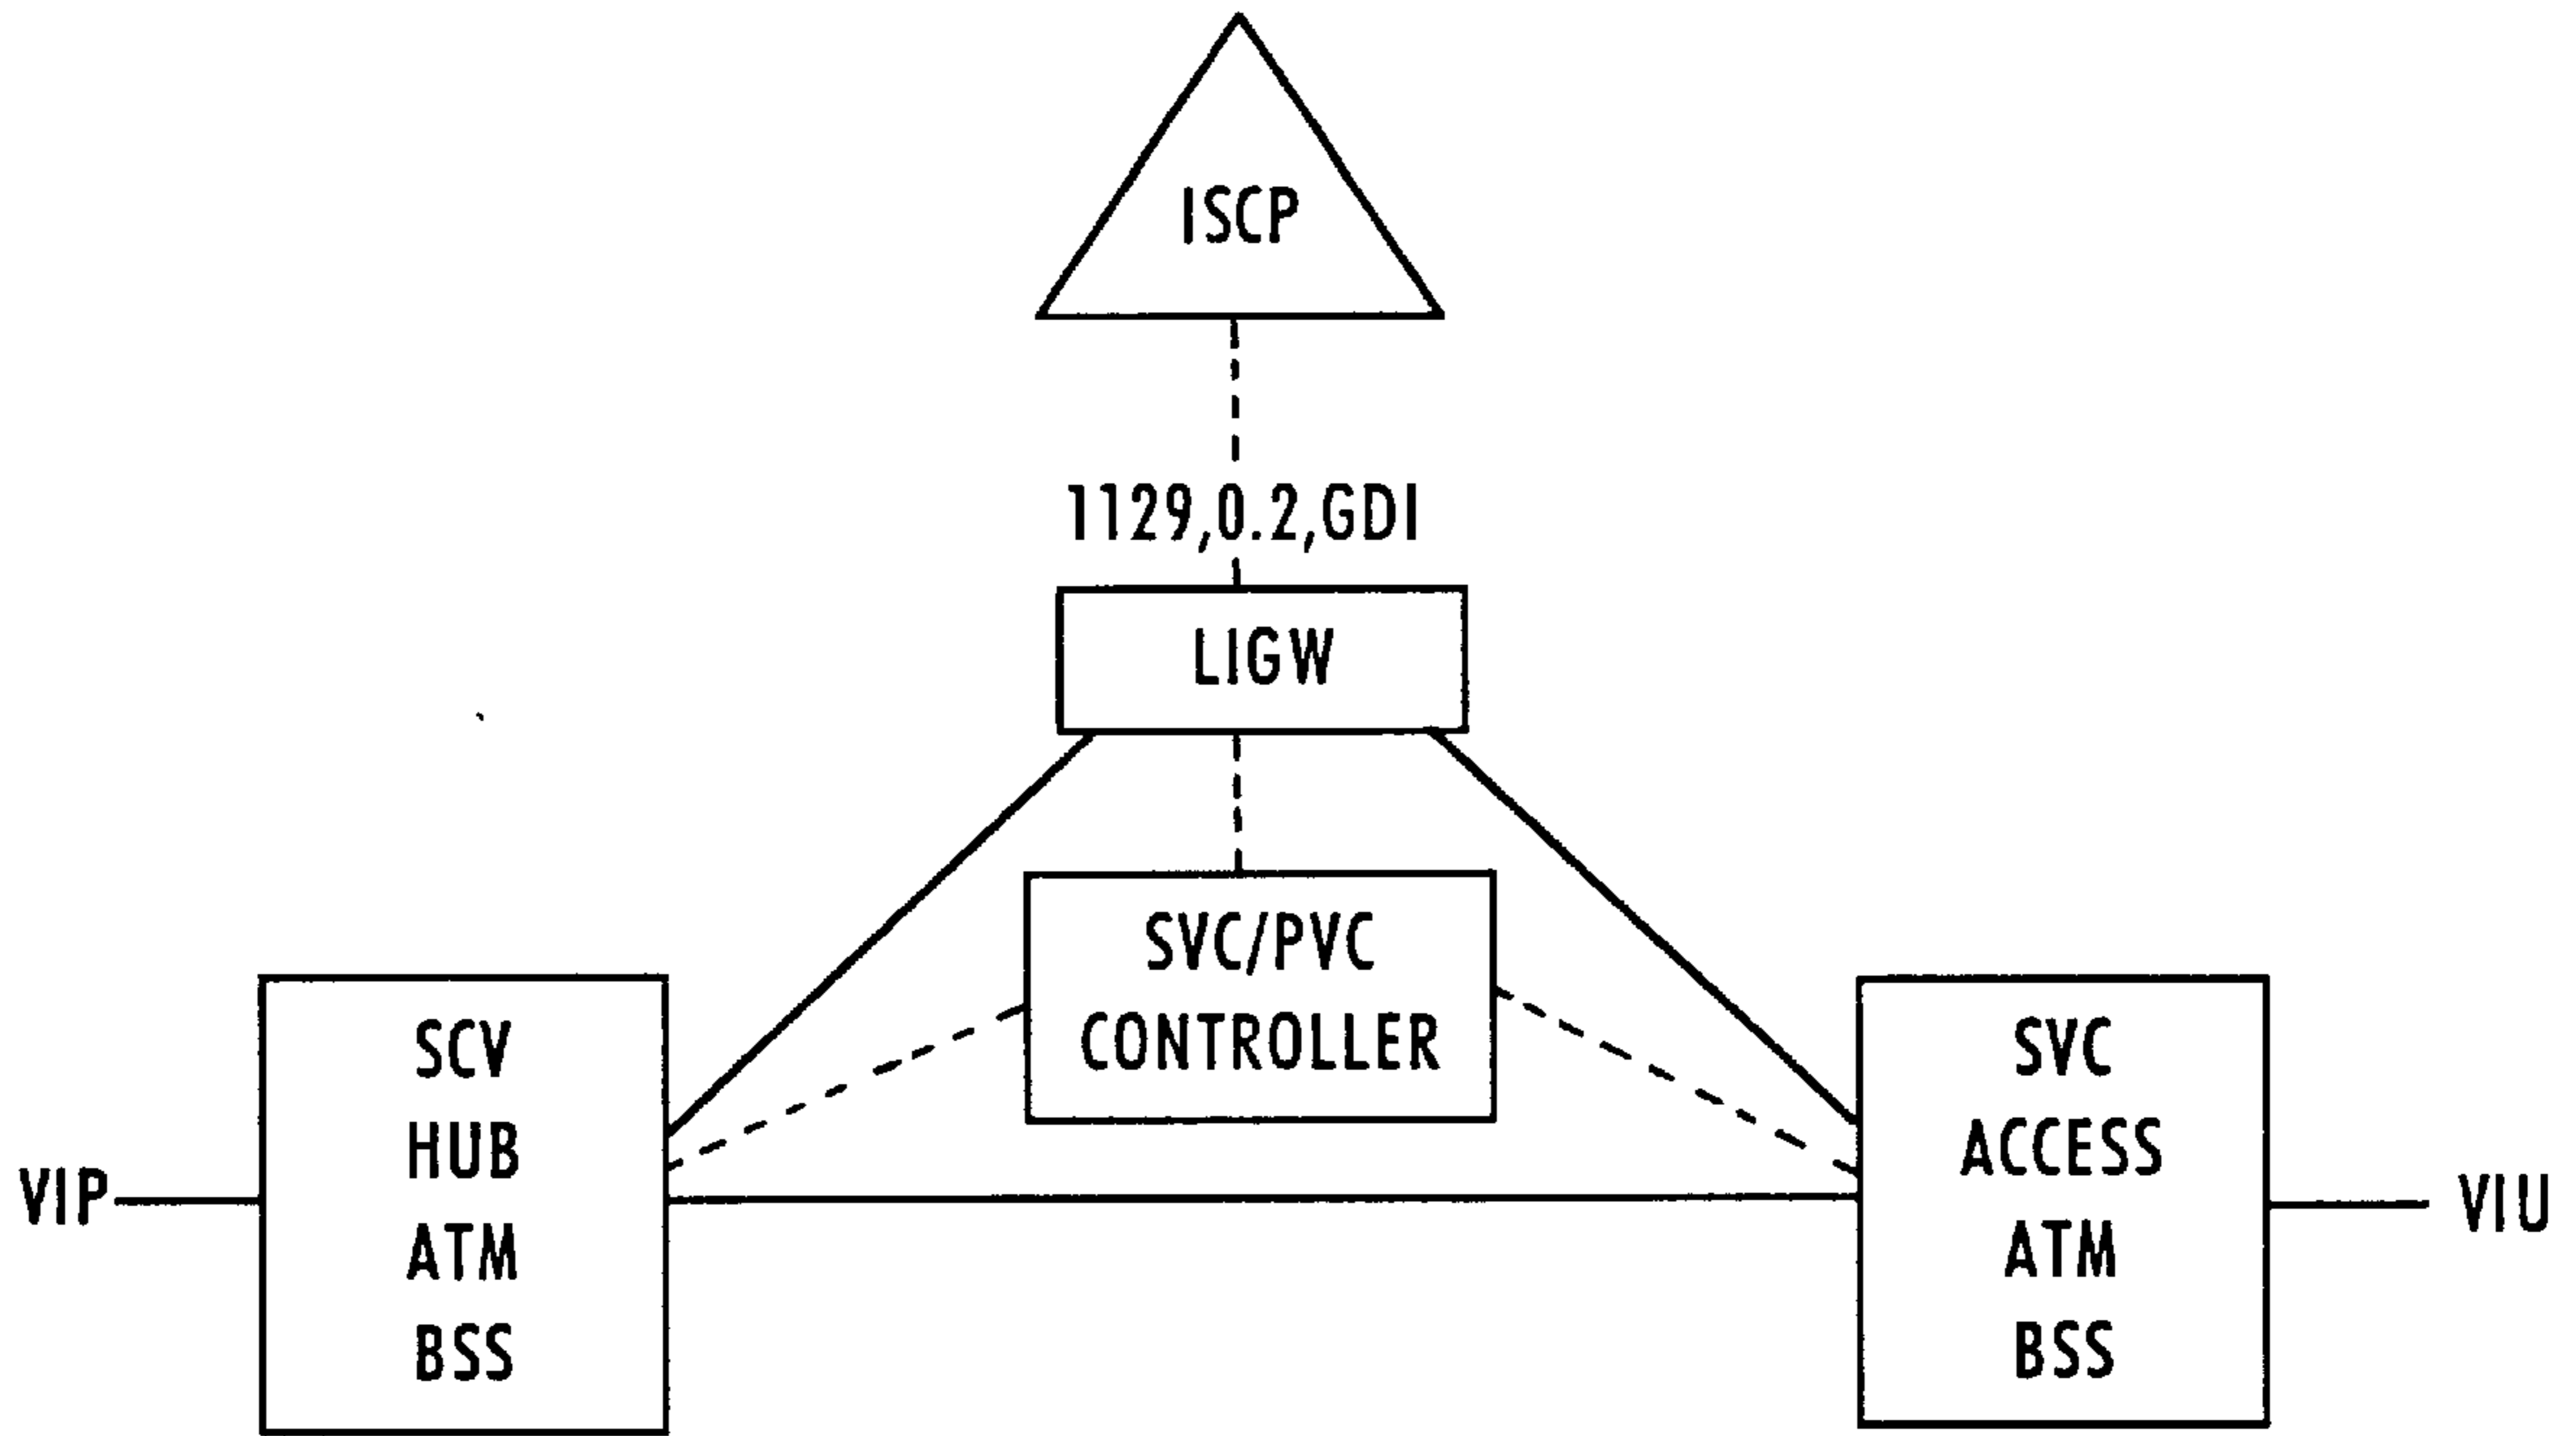 ISCP
1129,0.2,GDI
LIGW
SVC/PVC
CONTROLLER
SCV
HUB
ATM
BSS
SVC
ACCESS
ATM
BSS
VIP
VIU